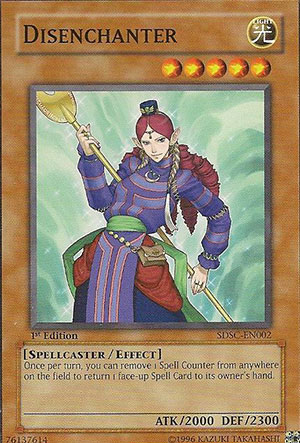 DISENCHANTER
LIGHT
光
1st Edition
SDSC-EN002
[SPELLCASTER / EFFECT]
Once per turn, you can remove 1 Spell Counter from anywhere
on the field to return 1 face-up Spell Card to its owner's hand.
ATK/2000 DEF/2300
76137614
©1996 KAZUKI TAKAHASHI